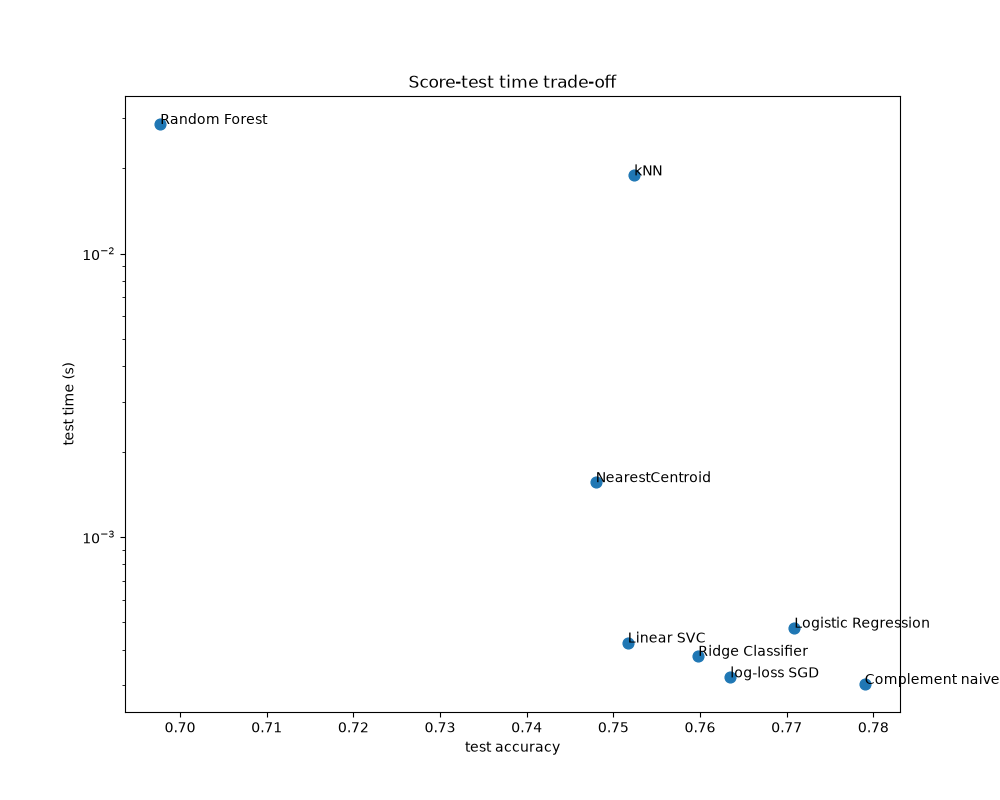 Score-test time trade-off
Random Forest
kNN
10⁻²
test time (s)
NearestCentroid
10⁻³
Logistic Regression
Linear SVC
Ridge Classifier
log-loss SGD
Complement naive
0.70 0.71 0.72 0.73 0.74 0.75 0.76 0.77 0.78
test accuracy